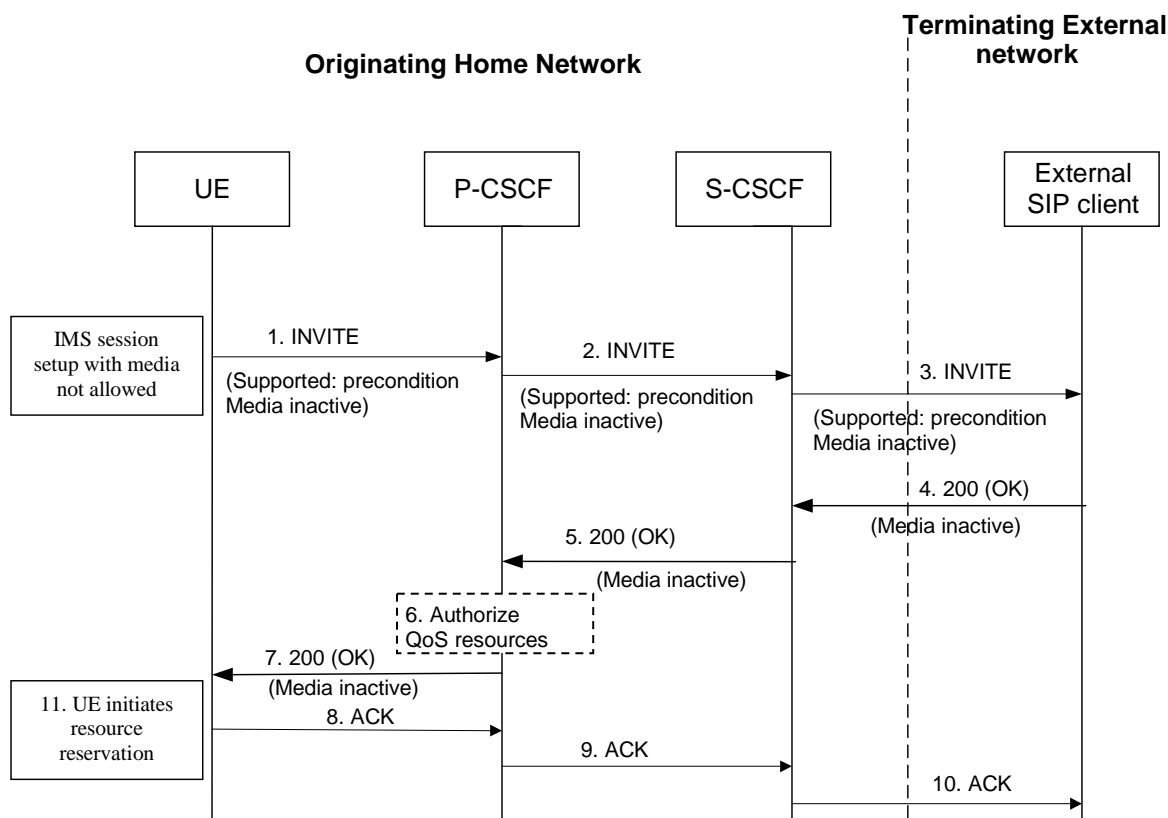 Terminating External
network
Originating Home Network
UE
P-CSCF
S-CSCF
External
SIP client
IMS session
setup with media
not allowed
1. INVITE
(Supported: precondition
Media inactive)
2. INVITE
(Supported: precondition
Media inactive)
3. INVITE
(Supported: precondition
Media inactive)
4. 200 (OK)
(Media inactive)
5. 200 (OK)
(Media inactive)
6. Authorize
QoS resources
7. 200 (OK)
(Media inactive)
11. UE initiates
resource
reservation
8. ACK
9. ACK
10. ACK